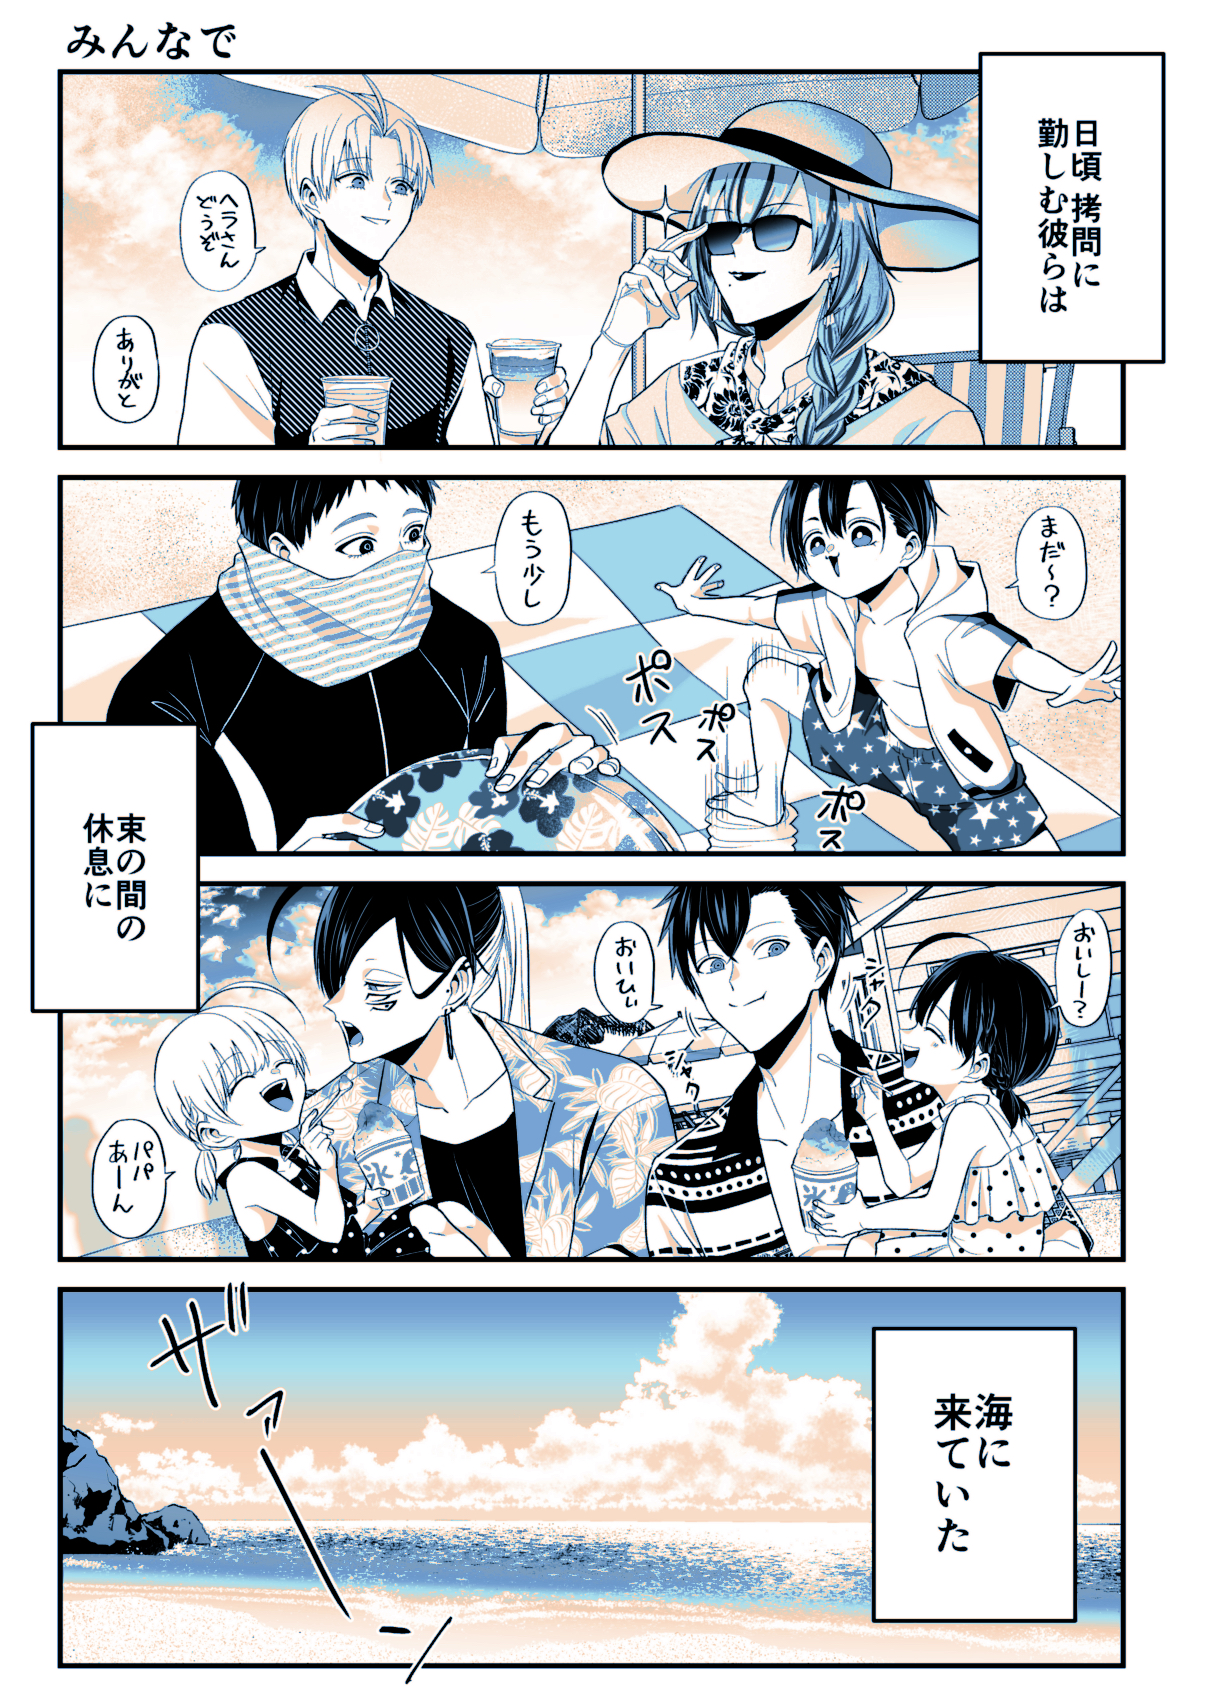 みんなで
日頃 拷問に
勤しむ彼らは
ヘラさん
どうぞ
ありがと
まだ〜?
もう少し
ポス
ポス
ポス
束の間の
休息に
おいしー?
おいひぃ
シャク
シャク
パパ
あーん
海に
来ていた
ザァーン